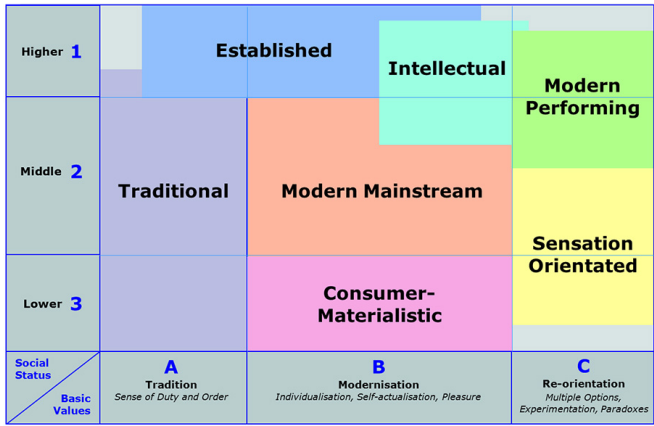 Higher 1
Established
Intellectual
Modern
Performing
Middle 2
Traditional
Modern Mainstream
Sensation
Orientated
Lower 3
Consumer-
Materialistic
Social
Status
Basic
Values
A
Tradition
Sense of Duty and Order
B
Modernisation
Individualisation, Self-actualisation, Pleasure
C
Re-orientation
Multiple Options,
Experimentation, Paradoxes